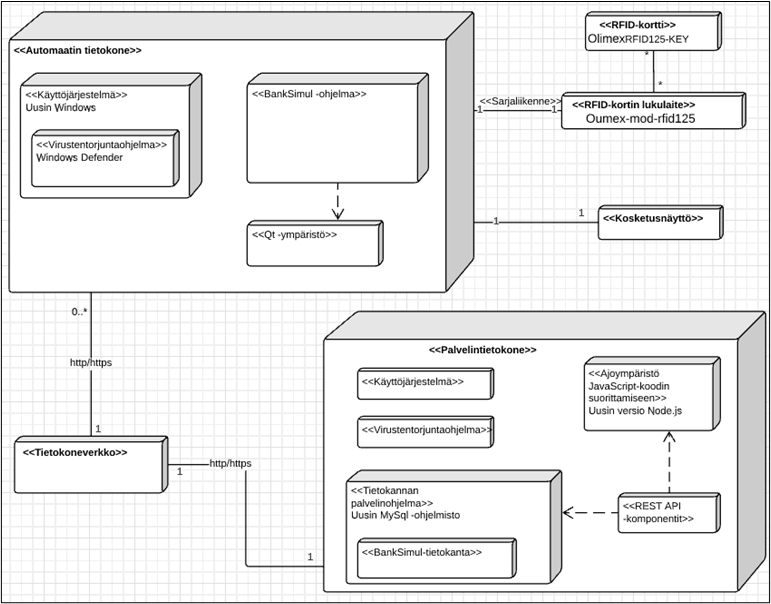 <<Automaatin tietokone>>
<<Käyttöjärjestelmä>>
Uusin Windows
<<Virustentorjuntaohjelma>>
Windows Defender
<<BankSimul -ohjelma>>
<<Qt -ympäristö>>
<<RFID-kortti>>
OlimexRFID125-KEY
*
*
<<Sarjaliikenne>>
1
1
<<RFID-kortin lukulaite>>
Oumex-mod-rfid125
1
1
<<Kosketusnäyttö>>
0..*
http/https
1
<<Tietokoneverkko>>
1
http/https
1
<<Palvelintietokone>>
<<Käyttöjärjestelmä>>
<<Virustentorjuntaohjelma>>
<<Ajoympäristö
JavaScript-koodin
suorittamiseen>>
Uusin versio Node.js
<<Tietokannan
palvelinohjelma>>
Uusin MySql -ohjelmisto
<<BankSimul-tietokanta>>
<<REST API
-komponentit>>